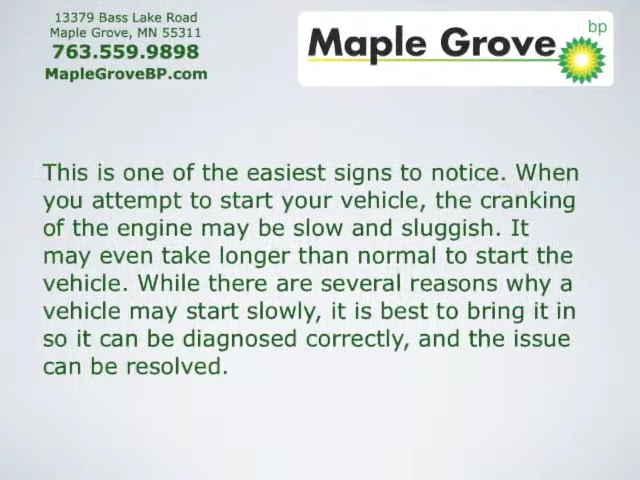 13379 Bass Lake Road
Maple Grove, MN 55311
763.559.9898
MapleGroveBP.com
bp
Maple Grove
This is one of the easiest signs to notice. When
you attempt to start your vehicle, the cranking
of the engine may be slow and sluggish. It
may even take longer than normal to start the
vehicle. While there are several reasons why a
vehicle may start slowly, it is best to bring it in
so it can be diagnosed correctly, and the issue
can be resolved.